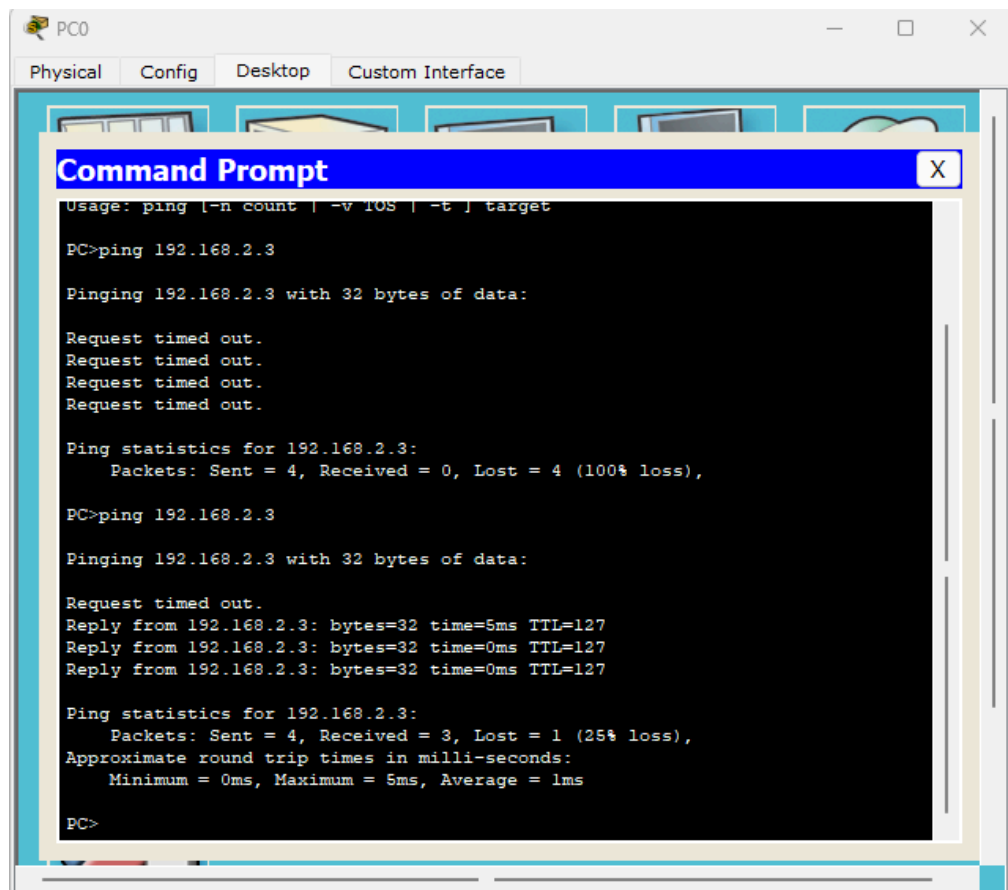 PC0
Physical Config Desktop Custom Interface
Command Prompt X
Usage: ping [-n count | -v TOS | -t ] target
PC>ping 192.168.2.3
Pinging 192.168.2.3 with 32 bytes of data:
Request timed out.
Request timed out.
Request timed out.
Request timed out.
Ping statistics for 192.168.2.3:
Packets: Sent = 4, Received = 0, Lost = 4 (100% loss),
PC>ping 192.168.2.3
Pinging 192.168.2.3 with 32 bytes of data:
Request timed out.
Reply from 192.168.2.3: bytes=32 time=5ms TTL=127
Reply from 192.168.2.3: bytes=32 time=0ms TTL=127
Reply from 192.168.2.3: bytes=32 time=0ms TTL=127
Ping statistics for 192.168.2.3:
Packets: Sent = 4, Received = 3, Lost = 1 (25% loss),
Approximate round trip times in milli-seconds:
Minimum = 0ms, Maximum = 5ms, Average = 1ms
PC>